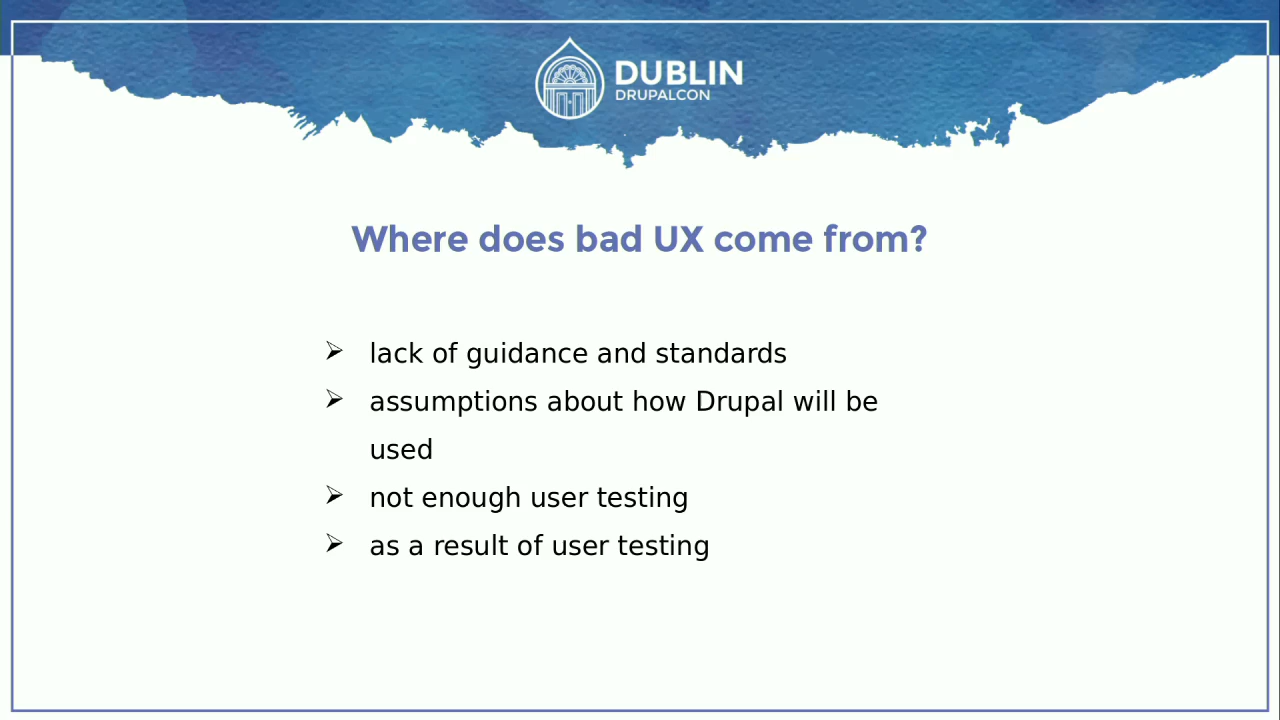 DUBLIN
DRUPALCON
Where does bad UX come from?
➢ lack of guidance and standards
➢ assumptions about how Drupal will be
used
➢ not enough user testing
➢ as a result of user testing